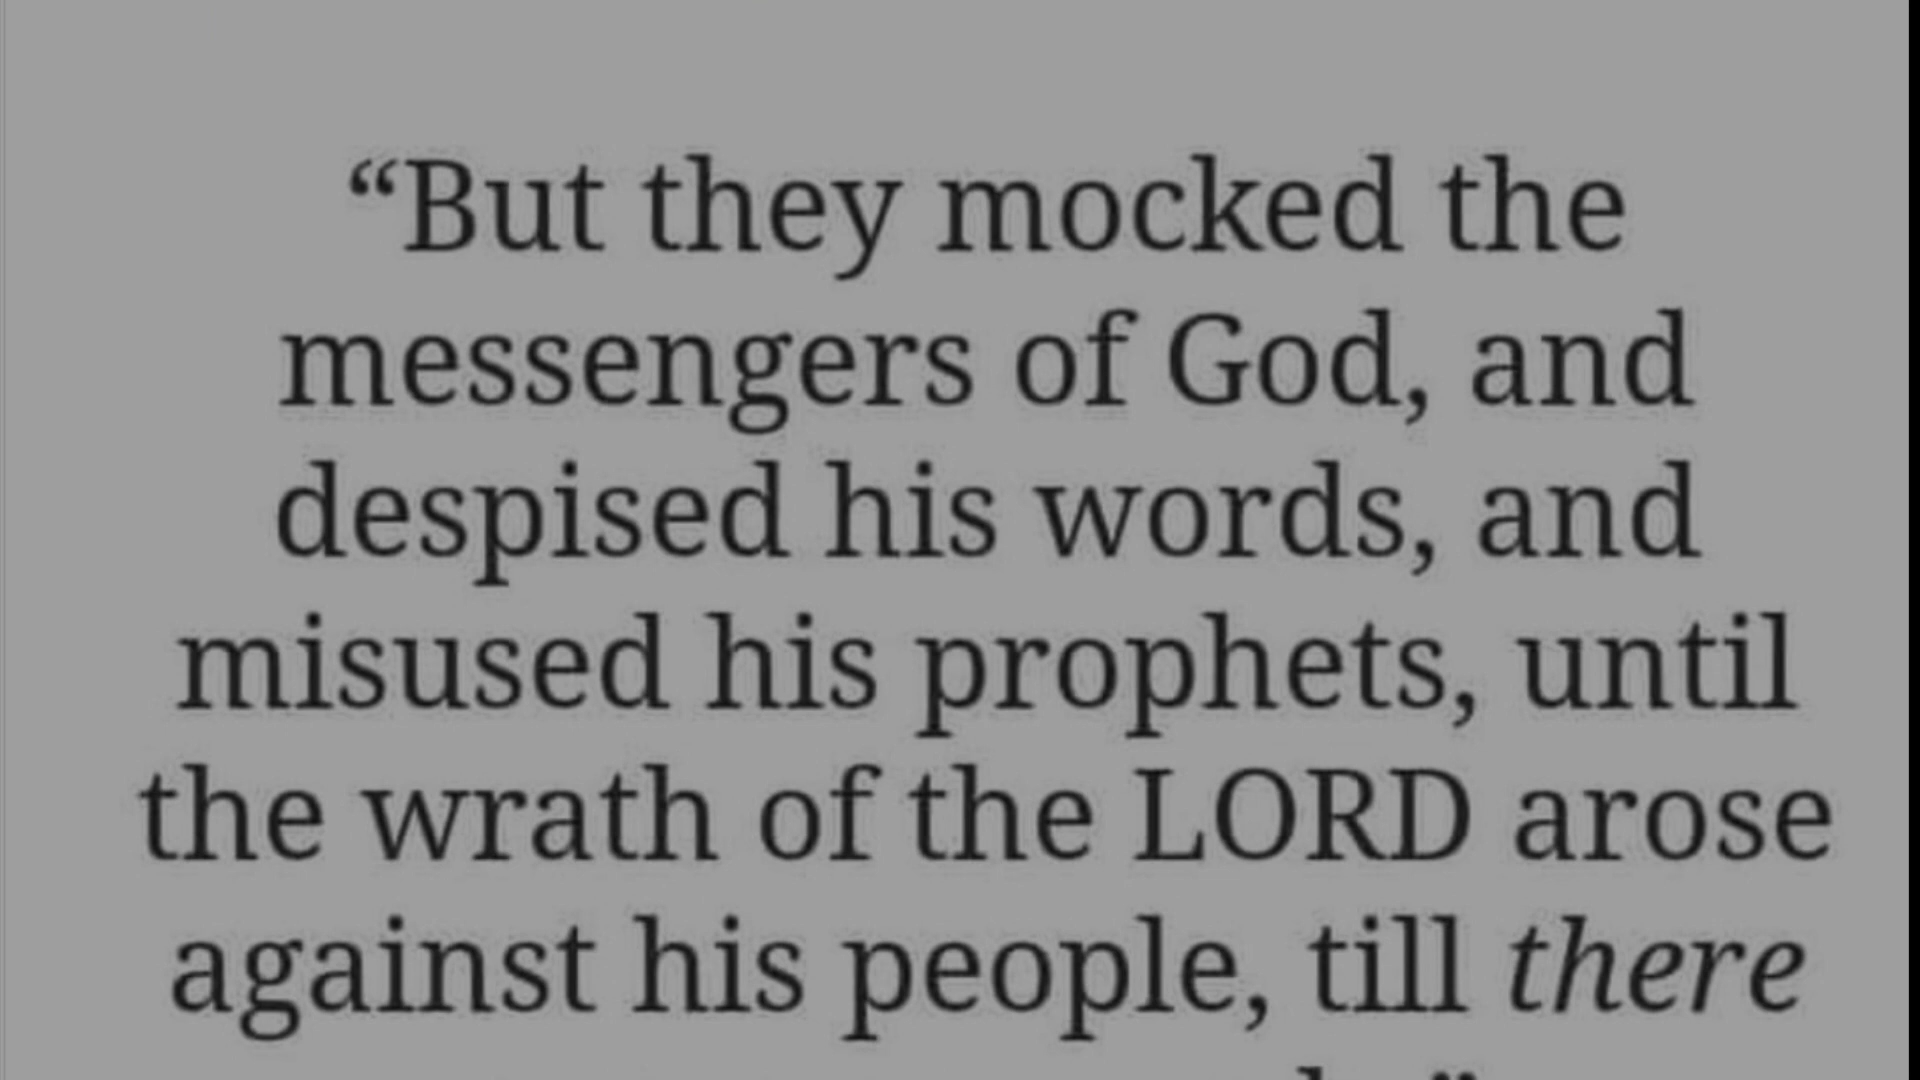 “But they mocked the
messengers of God, and
despised his words, and
misused his prophets, until
the wrath of the LORD arose
against his people, till there